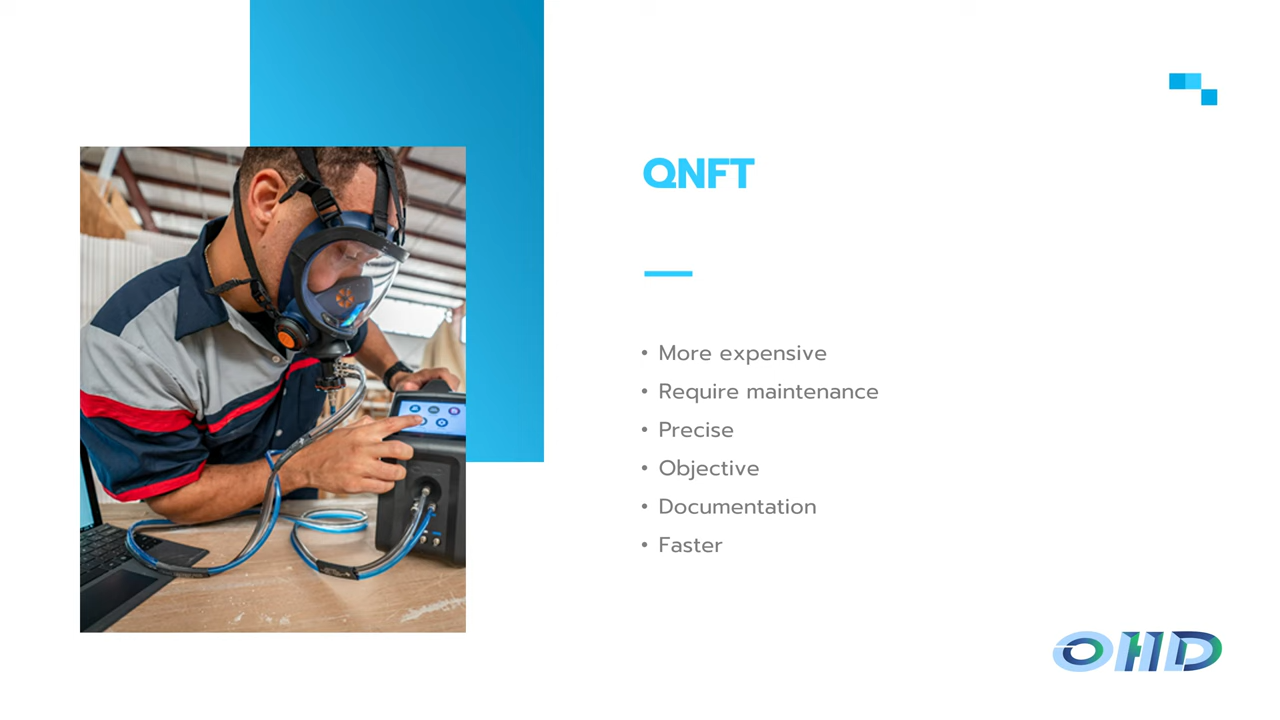 QNFT
• More expensive
• Require maintenance
• Precise
• Objective
• Documentation
• Faster
OHD